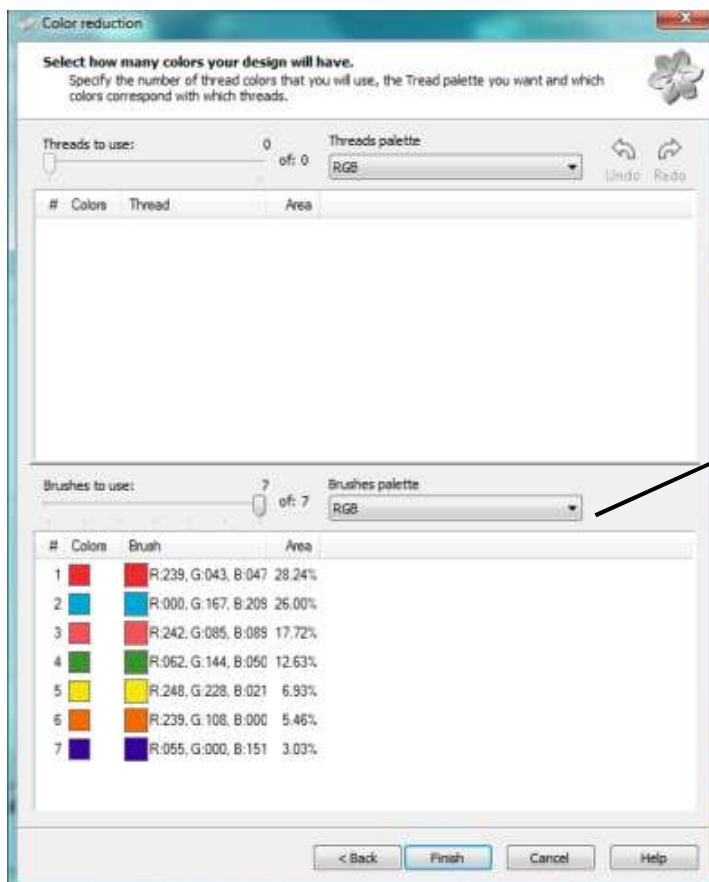 Color reduction
Select how many colors your design will have.
Specify the number of thread colors that you will use, the Tread palette you want and which
colors correspond with which threads.
Threads to use: 0 of: 0 Threads palette
RGB
Undo Redo
# Colors Thread Area
Brushes to use: 7 of: 7 Brushes palette
RGB
# Colors Brush Area
1 R:239, G:043, B:047 28.24%
2 R:000, G:167, B:209 26.00%
3 R:242, G:085, B:089 17.72%
4 R:062, G:144, B:050 12.63%
5 R:248, G:228, B:021 6.93%
6 R:239, G:108, B:000 5.46%
7 R:055, G:000, B:151 3.03%
< Back Finish Cancel Help